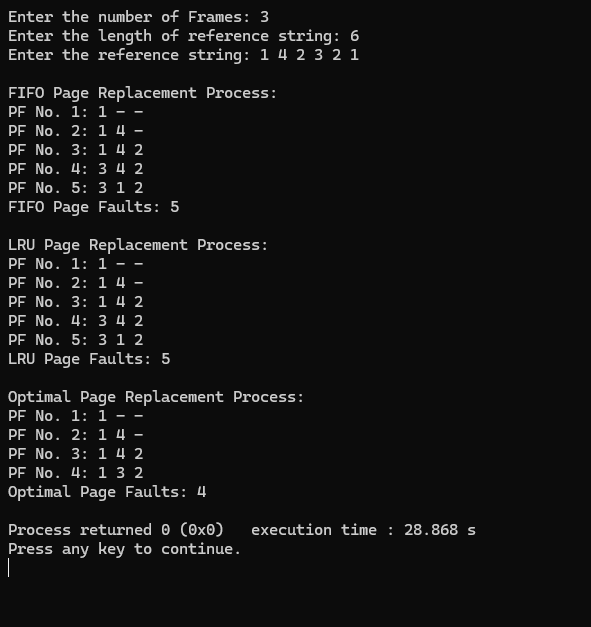 Enter the number of Frames: 3
Enter the length of reference string: 6
Enter the reference string: 1 4 2 3 2 1
FIFO Page Replacement Process:
PF No. 1: 1 - -
PF No. 2: 1 4 -
PF No. 3: 1 4 2
PF No. 4: 3 4 2
PF No. 5: 3 1 2
FIFO Page Faults: 5
LRU Page Replacement Process:
PF No. 1: 1 - -
PF No. 2: 1 4 -
PF No. 3: 1 4 2
PF No. 4: 3 4 2
PF No. 5: 3 1 2
LRU Page Faults: 5
Optimal Page Replacement Process:
PF No. 1: 1 - -
PF No. 2: 1 4 -
PF No. 3: 1 4 2
PF No. 4: 1 3 2
Optimal Page Faults: 4
Process returned 0 (0x0)   execution time : 28.868 s
Press any key to continue.